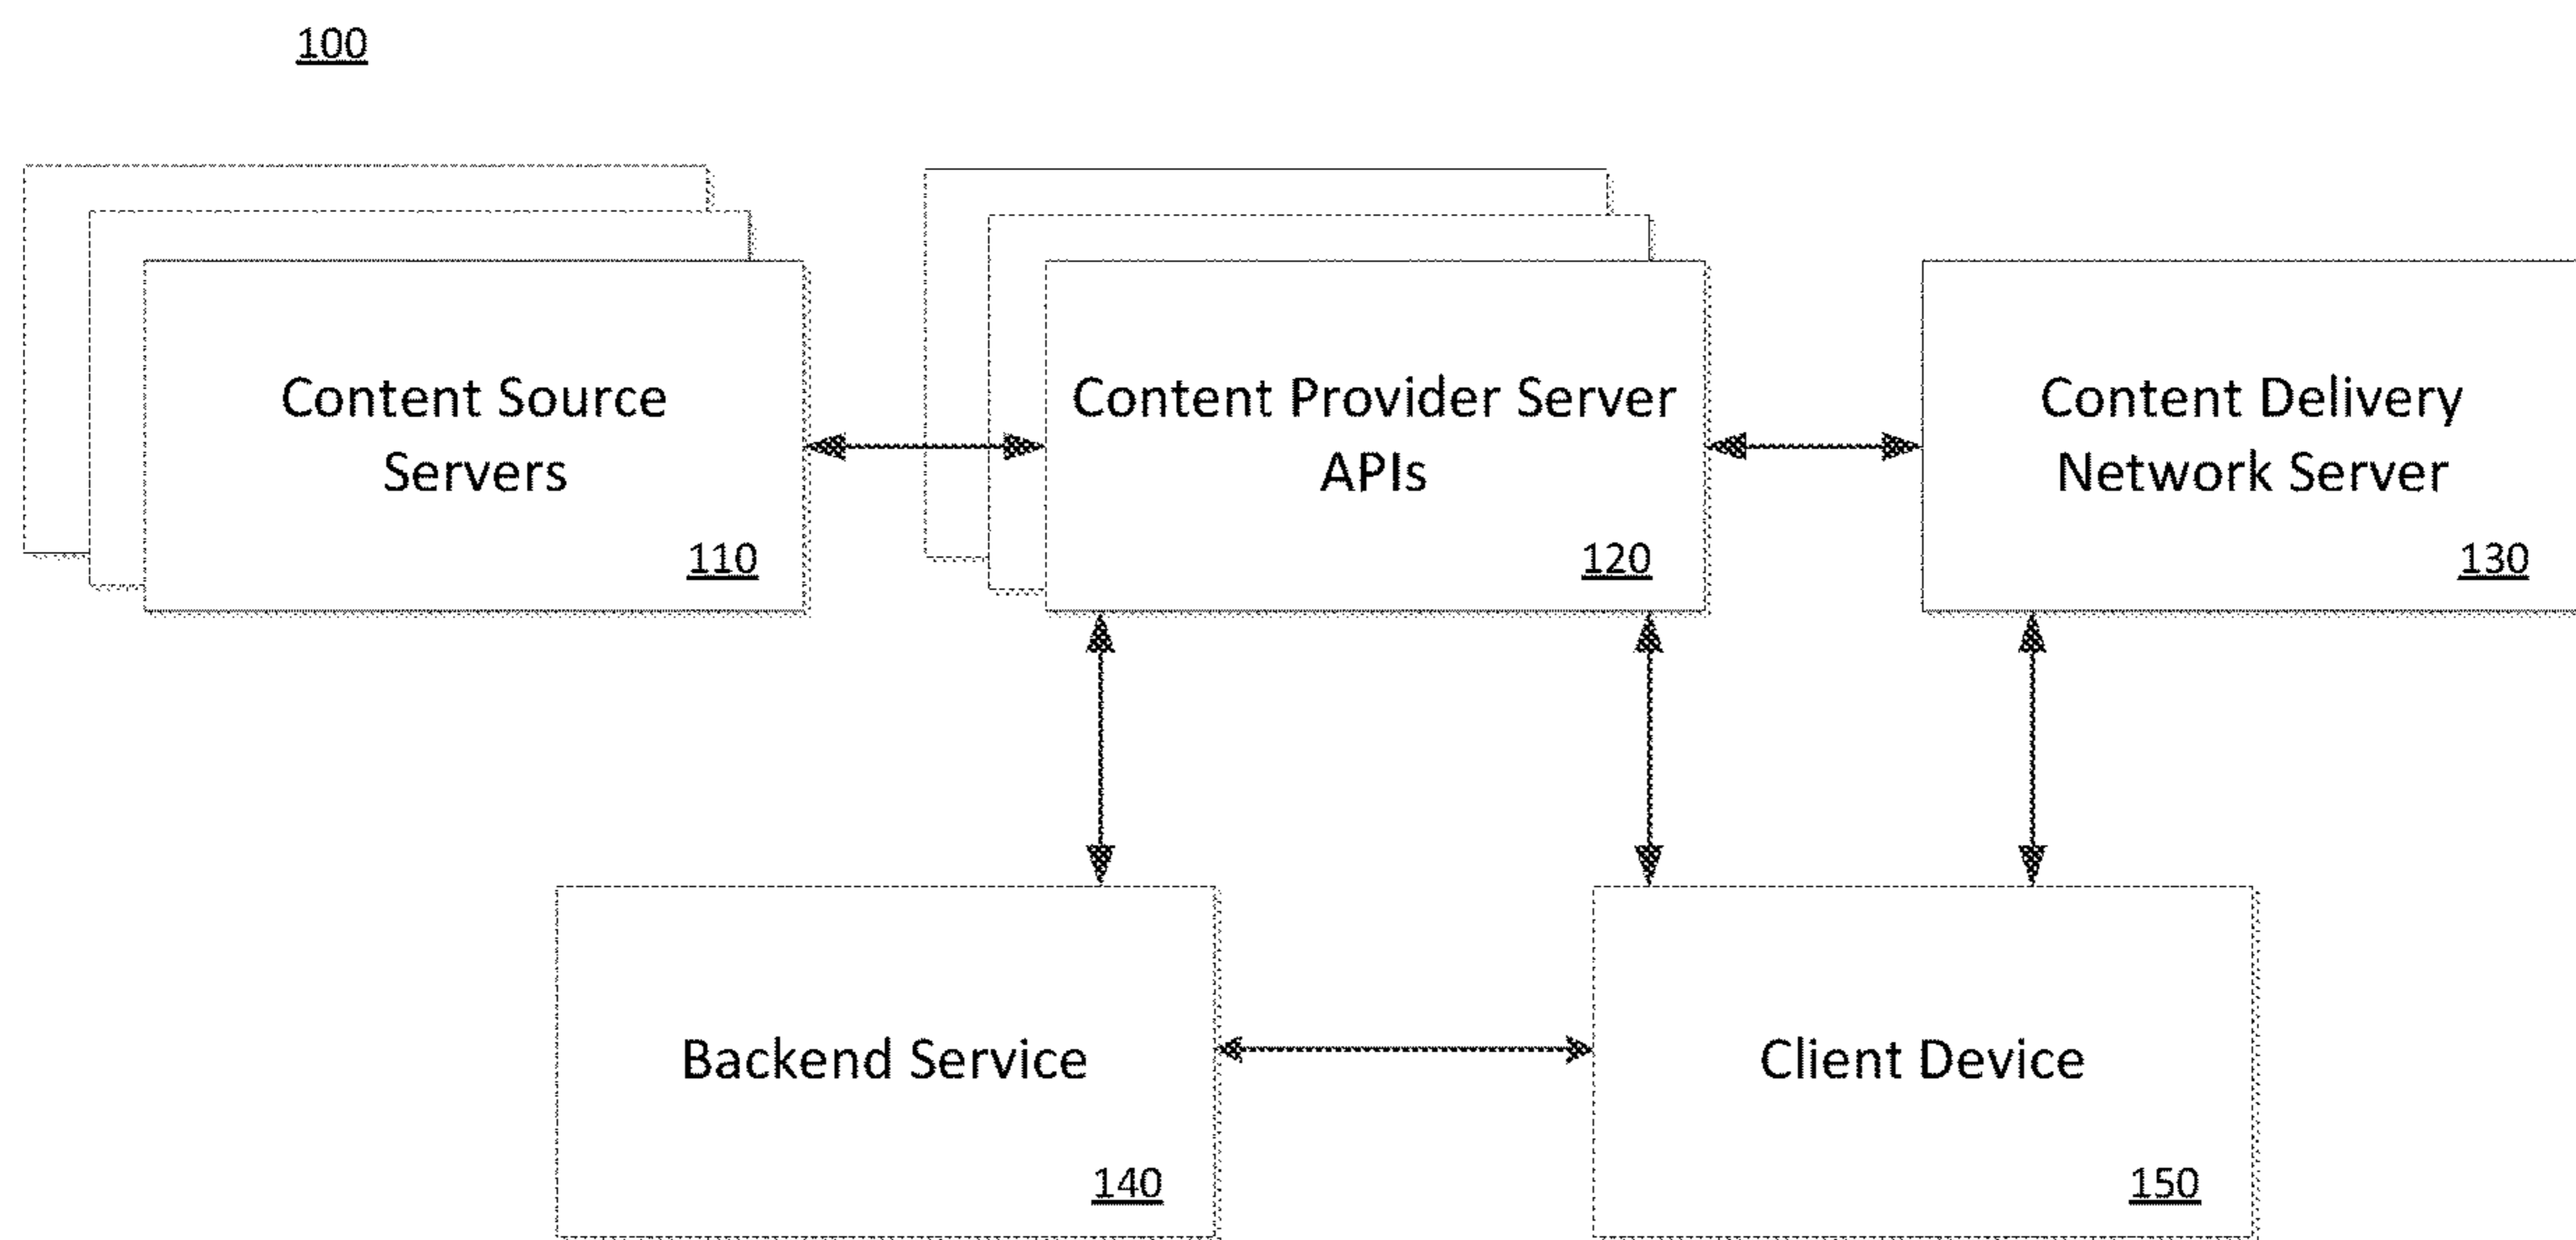 100
Content Source
Servers
110
Content Provider Server
APIs
120
Content Delivery
Network Server
130
Backend Service
140
Client Device
150